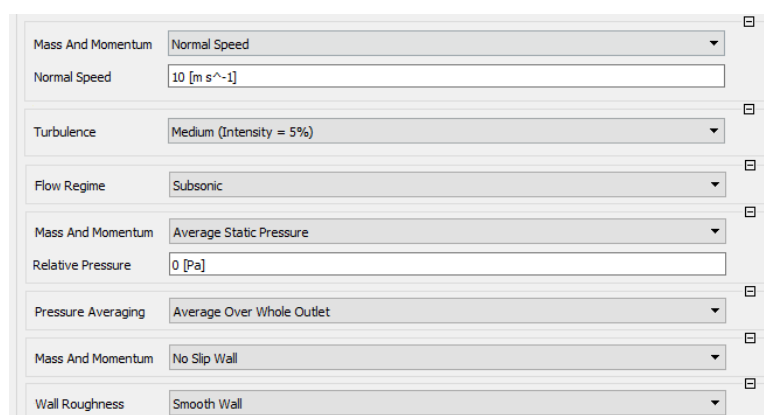 Mass And Momentum Normal Speed
Normal Speed 10 [m s^-1]
Turbulence Medium (Intensity = 5%)
Flow Regime Subsonic
Mass And Momentum Average Static Pressure
Relative Pressure 0 [Pa]
Pressure Averaging Average Over Whole Outlet
Mass And Momentum No Slip Wall
Wall Roughness Smooth Wall